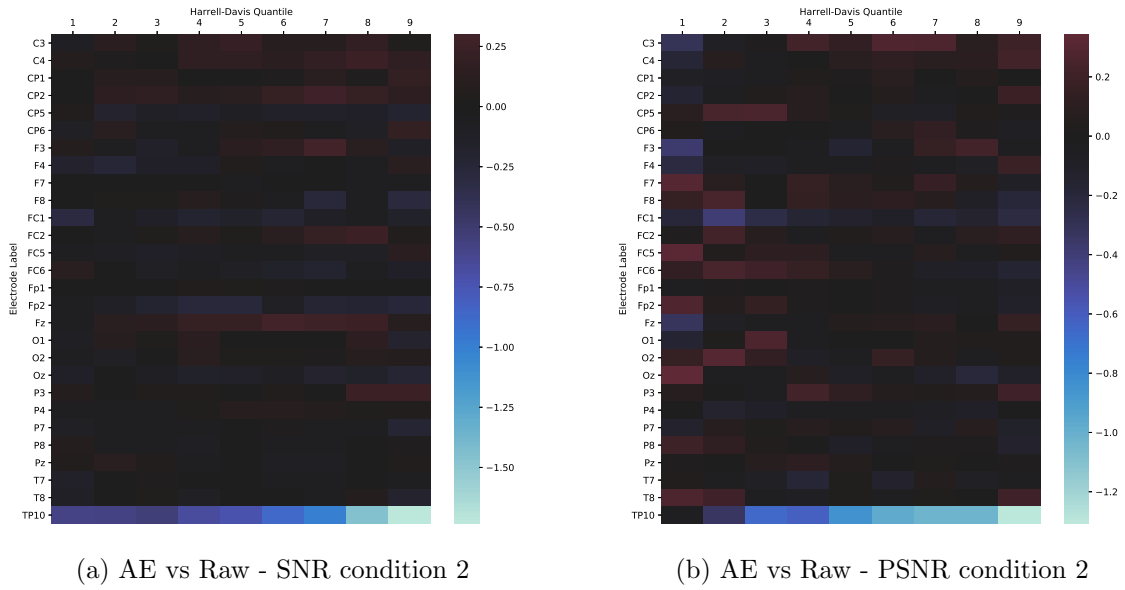 Harrell-Davis Quantile
1 2 3 4 5 6 7 8 9
Electrode Label
C3
C4
CP1
CP2
CP5
CP6
F3
F4
F7
F8
FC1
FC2
FC5
FC6
Fp1
Fp2
Fz
O1
O2
Oz
P3
P4
P7
P8
Pz
T7
T8
TP10
0.25
0.00
−0.25
−0.50
−0.75
−1.00
−1.25
−1.50
(a) AE vs Raw - SNR condition 2
Harrell-Davis Quantile
1 2 3 4 5 6 7 8 9
Electrode Label
C3
C4
CP1
CP2
CP5
CP6
F3
F4
F7
F8
FC1
FC2
FC5
FC6
Fp1
Fp2
Fz
O1
O2
Oz
P3
P4
P7
P8
Pz
T7
T8
TP10
0.2
0.0
−0.2
−0.4
−0.6
−0.8
−1.0
−1.2
(b) AE vs Raw - PSNR condition 2